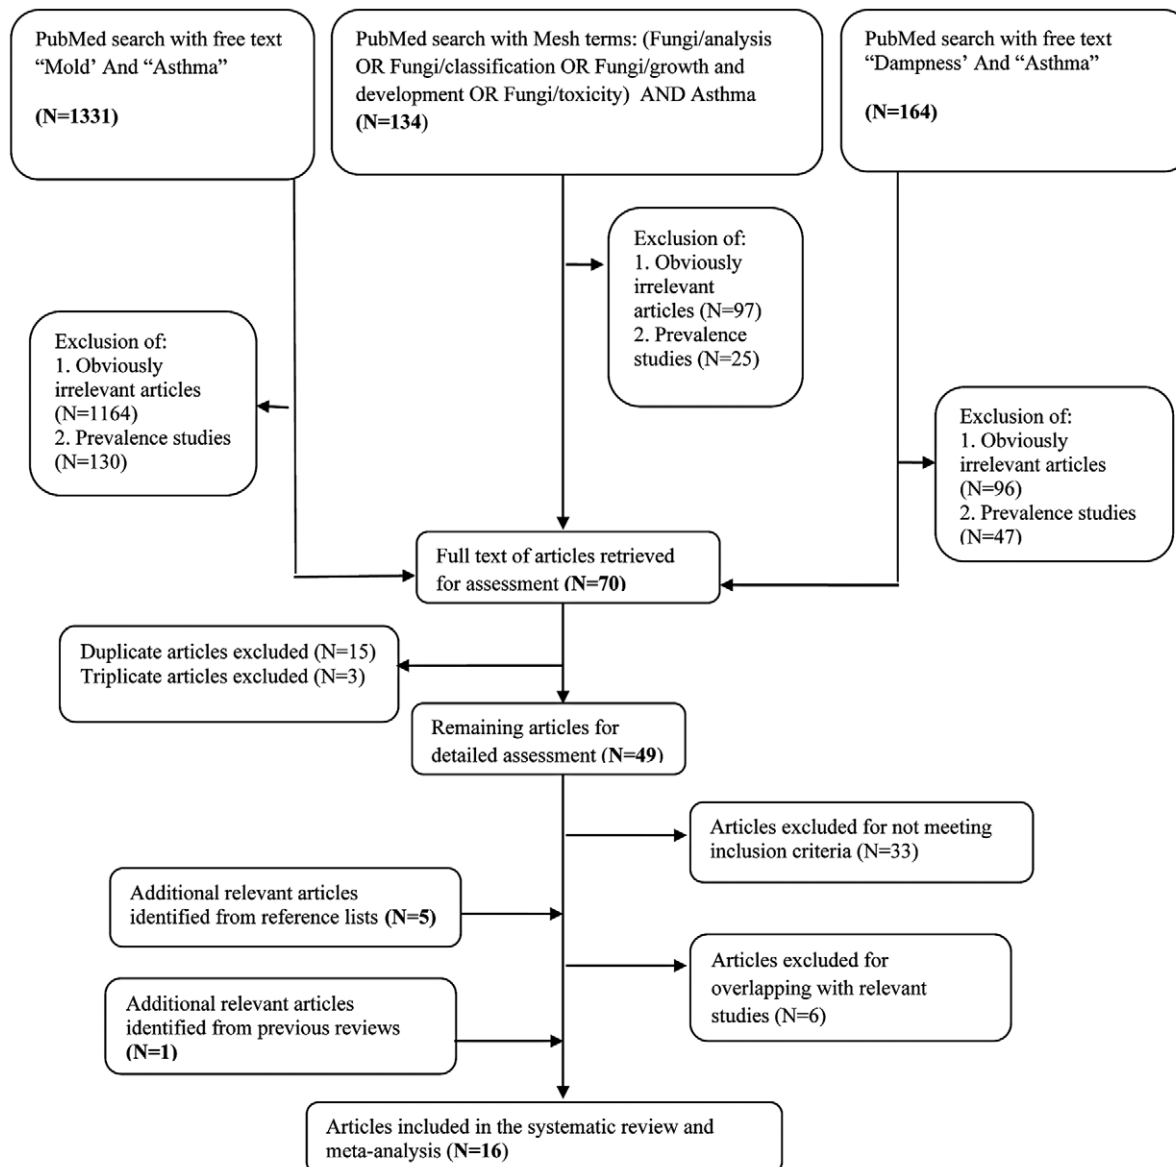 PubMed search with free text
“Mold’ And “Asthma”
(N=1331)
PubMed search with Mesh terms: (Fungi/analysis
OR Fungi/classification OR Fungi/growth and
development OR Fungi/toxicity) AND Asthma
(N=134)
PubMed search with free text
“Dampness’ And “Asthma”
(N=164)
Exclusion of:
1. Obviously
irrelevant
articles (N=97)
2. Prevalence
studies (N=25)
Exclusion of:
1. Obviously
irrelevant articles
(N=1164)
2. Prevalence studies
(N=130)
Exclusion of:
1. Obviously
irrelevant articles
(N=96)
2. Prevalence studies
(N=47)
Full text of articles retrieved
for assessment (N=70)
Duplicate articles excluded (N=15)
Triplicate articles excluded (N=3)
Remaining articles for
detailed assessment (N=49)
Articles excluded for not meeting
inclusion criteria (N=33)
Additional relevant articles
identified from reference lists (N=5)
Articles excluded for
overlapping with relevant
studies (N=6)
Additional relevant articles
identified from previous reviews
(N=1)
Articles included in the systematic review and
meta-analysis (N=16)